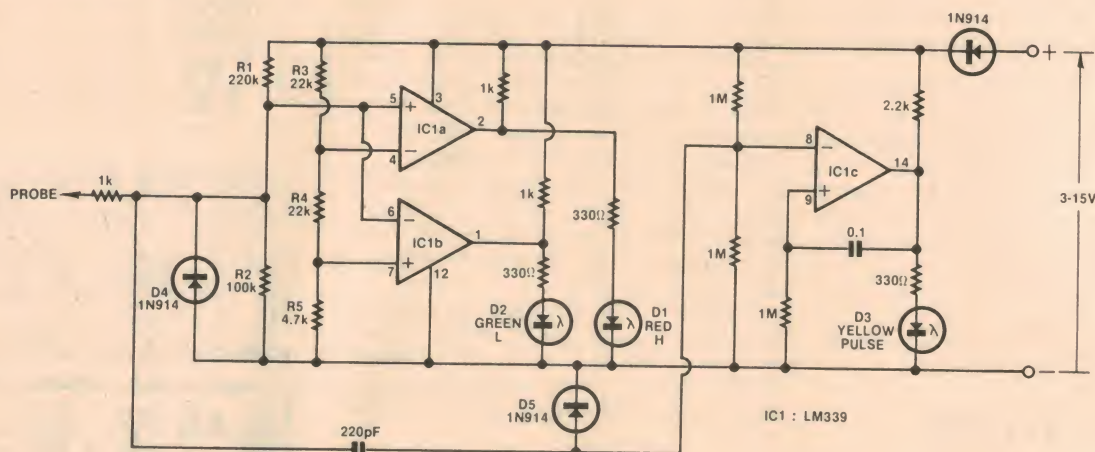 1N914
+
R1
220k
R3
22k
1k
1M
2.2k
5
+
3
IC1a
2
4
−
8
−
IC1c
14
+
9
PROBE
1k
R4
22k
1k
330Ω
3-15V
6
−
IC1b
1
7
+
12
0.1
1M
D4
1N914
R2
100k
R5
4.7k
330Ω
330Ω
1M
D2
GREEN
L
λ
D1
RED
H
λ
D3
YELLOW
PULSE
λ
−
D5
1N914
IC1 : LM339
220pF